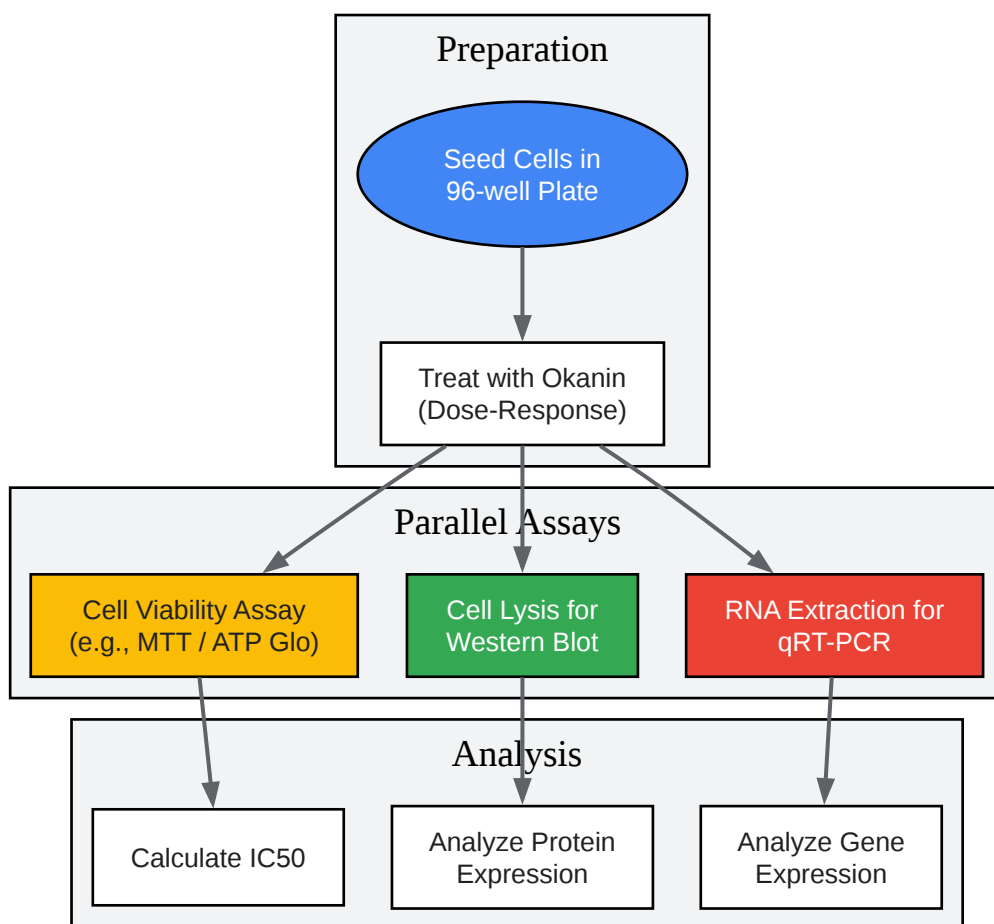 Preparation
Seed Cells in
96-well Plate
Treat with Okanin
(Dose-Response)
Parallel Assays
Cell Viability Assay
(e.g., MTT / ATP Glo)
Cell Lysis for
Western Blot
RNA Extraction for
qRT-PCR
Analysis
Calculate IC50
Analyze Protein
Expression
Analyze Gene
Expression